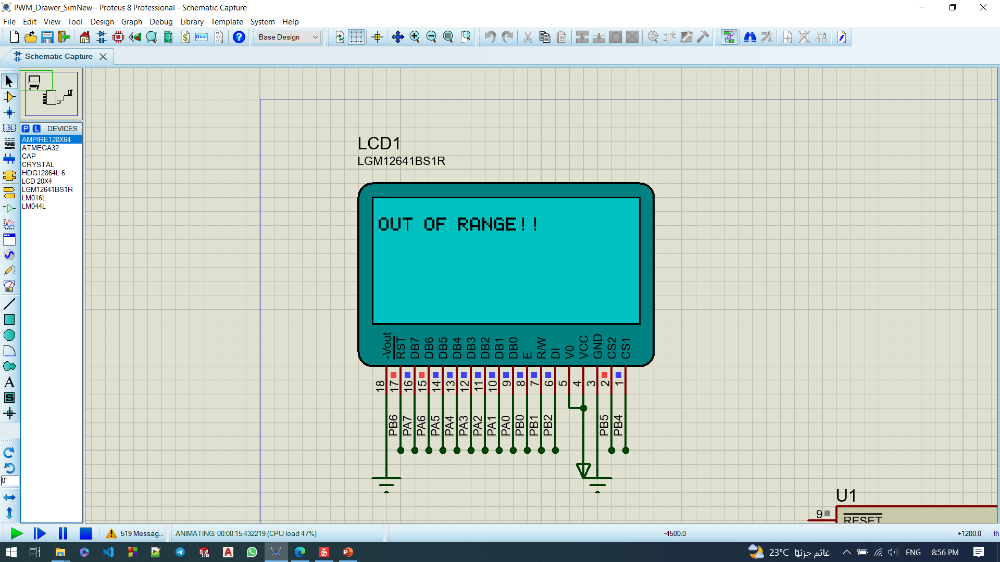 PWM_Drawer_SimNew - Proteus 8 Professional - Schematic Capture
File Edit View Tool Design Graph Debug Library Template System Help
Base Design
Schematic Capture
P L DEVICES
AMPIRE128X64
ATMEGA32
CAP
CRYSTAL
HDG12864L-6
LCD 20X4
LGM12641BS1R
LM016L
LM044L
LBL
A
S
0°
LCD1
LGM12641BS1R
OUT OF RANGE!!
-Vout RST DB7 DB6 DB5 DB4 DB3 DB2 DB1 DB0 E R/W DI V0 VCC GND CS2 CS1
18 17 16 15 14 13 12 11 10 9 8 7 6 5 4 3 2 1
PB6 PA7 PA6 PA5 PA4 PA3 PA2 PA1 PA0 PB0 PB1 PB2 PB5 PB4
U1
9
RESET
519 Messag...
ANIMATING: 00:00:15.432219 (CPU load 47%)
-4500.0
+1200.0
th
23°C غائم جزئيًا
ENG
8:56 PM